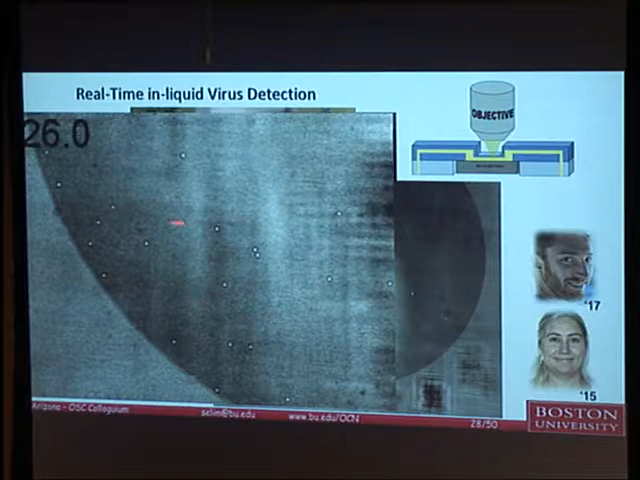 Real-Time in-liquid Virus Detection
26.0
OBJECTIVE
'17
'15
Arizona - OSC Colloquium
selim@bu.edu
www.bu.edu/OCN
28/50
BOSTON
UNIVERSITY